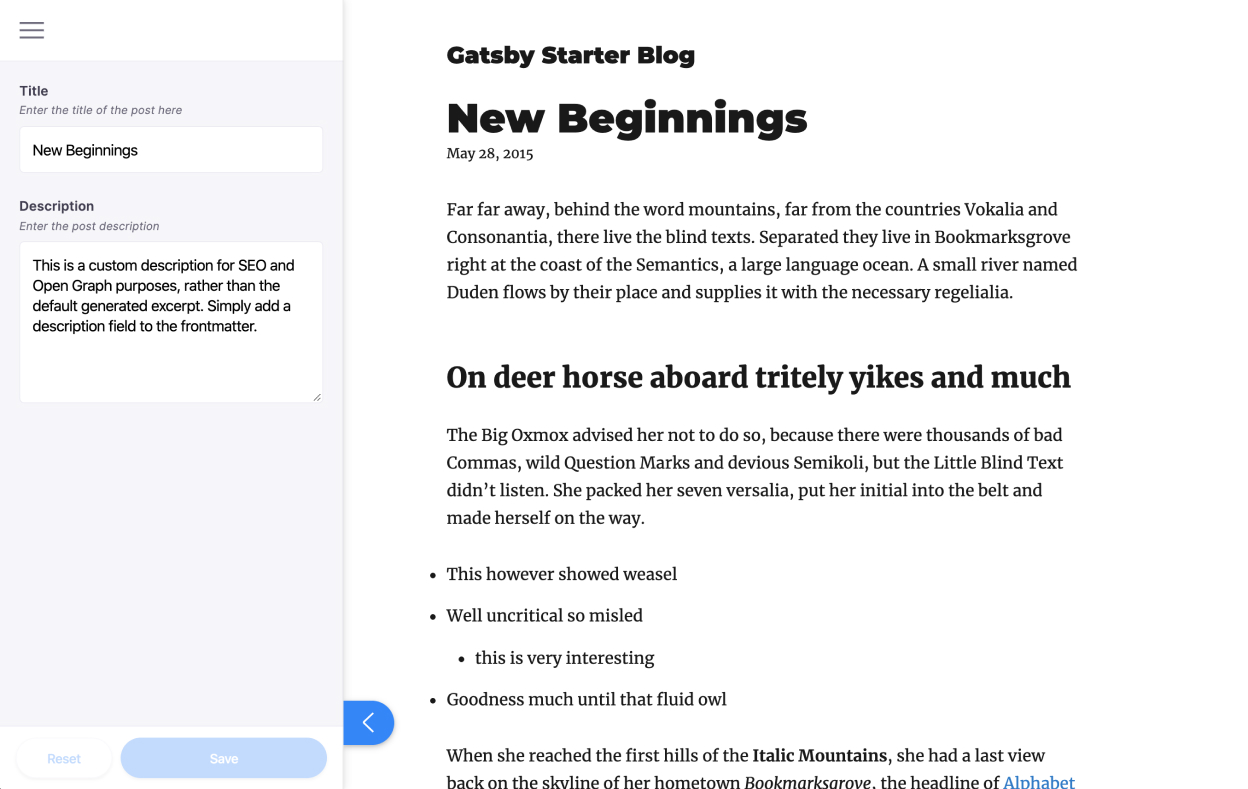 Title
Enter the title of the post here
New Beginnings
Description
Enter the post description
This is a custom description for SEO and
Open Graph purposes, rather than the
default generated excerpt. Simply add a
description field to the frontmatter.
Reset
Save
Gatsby Starter Blog
New Beginnings
May 28, 2015
Far far away, behind the word mountains, far from the countries Vokalia and
Consonantia, there live the blind texts. Separated they live in Bookmarksgrove
right at the coast of the Semantics, a large language ocean. A small river named
Duden flows by their place and supplies it with the necessary regelialia.
On deer horse aboard tritely yikes and much
The Big Oxmox advised her not to do so, because there were thousands of bad
Commas, wild Question Marks and devious Semikoli, but the Little Blind Text
didn’t listen. She packed her seven versalia, put her initial into the belt and
made herself on the way.
• This however showed weasel
• Well uncritical so misled
• this is very interesting
• Goodness much until that fluid owl
When she reached the first hills of the Italic Mountains, she had a last view
back on the skyline of her hometown Bookmarksgrove, the headline of Alphabet